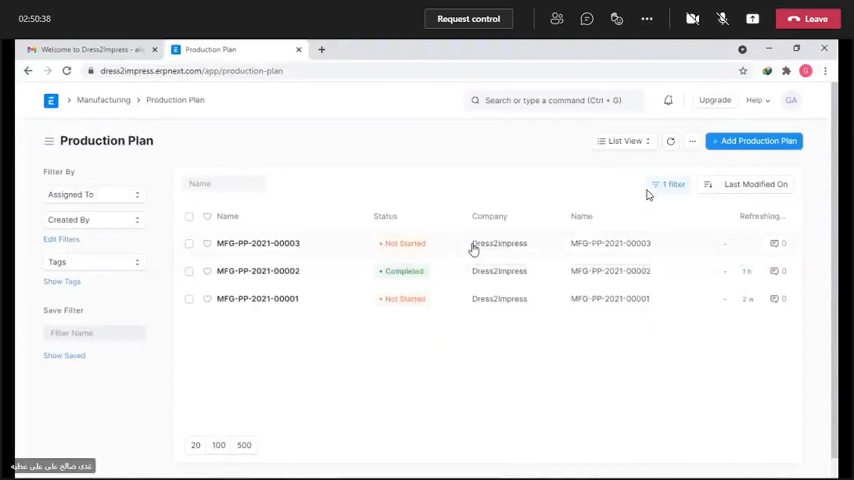 02:50:38
Request control
Leave
Welcome to Dress2Impress - al
Production Plan
dress2impress.erpnext.com/app/production-plan
E
Manufacturing
Production Plan
Search or type a command (Ctrl + G)
Upgrade
Help
GA
Production Plan
List View
+ Add Production Plan
Filter By
Assigned To
Created By
Edit Filters
Tags
Show Tags
Save Filter
Filter Name
Show Saved
Name
1 filter
Last Modified On
Name Status Company Name Refreshing...
MFG-PP-2021-00003 Not Started Dress2Impress MFG-PP-2021-00003 - 0
MFG-PP-2021-00002 Completed Dress2Impress MFG-PP-2021-00002 - 1 h 0
MFG-PP-2021-00001 Not Started Dress2Impress MFG-PP-2021-00001 - 2 w 0
20 100 500
غدى صالح على على عطيه